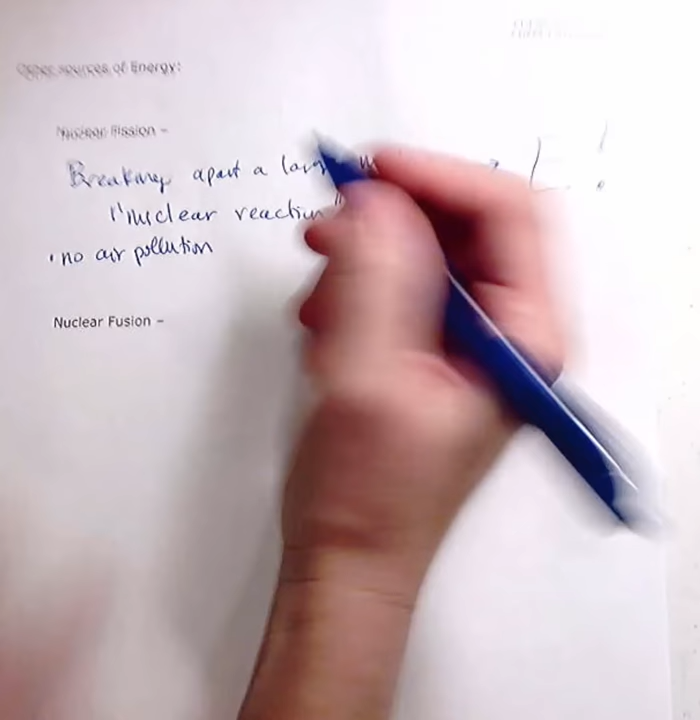 Other sources of Energy:
Nuclear Fission –
Breaking apart a → E!
"nuclear reaction"
• no air pollution
Nuclear Fusion –